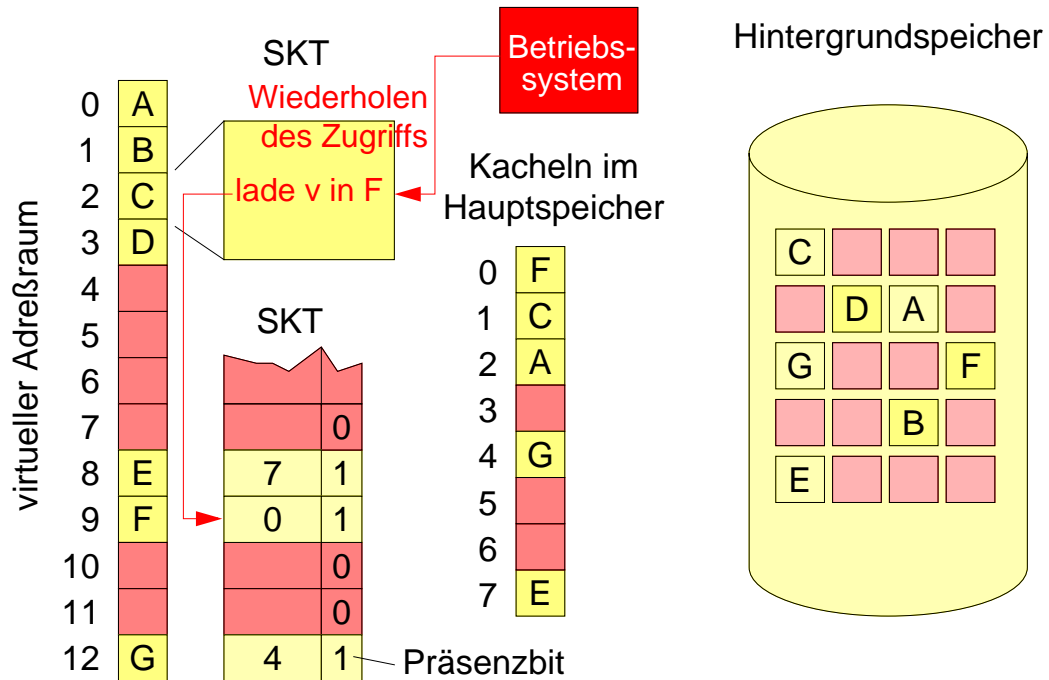 SKT
Betriebs-
system
Hintergrundspeicher
Wiederholen
des Zugriffs
lade v in F
virtueller Adreßraum
0 A
1 B
2 C
3 D
4
5
6
7
8 E
9 F
10
11
12 G
SKT
0
7 1
0 1
0
0
4 1
Präsenzbit
Kacheln im
Hauptspeicher
0 F
1 C
2 A
3
4 G
5
6
7 E
C
D A
G F
B
E